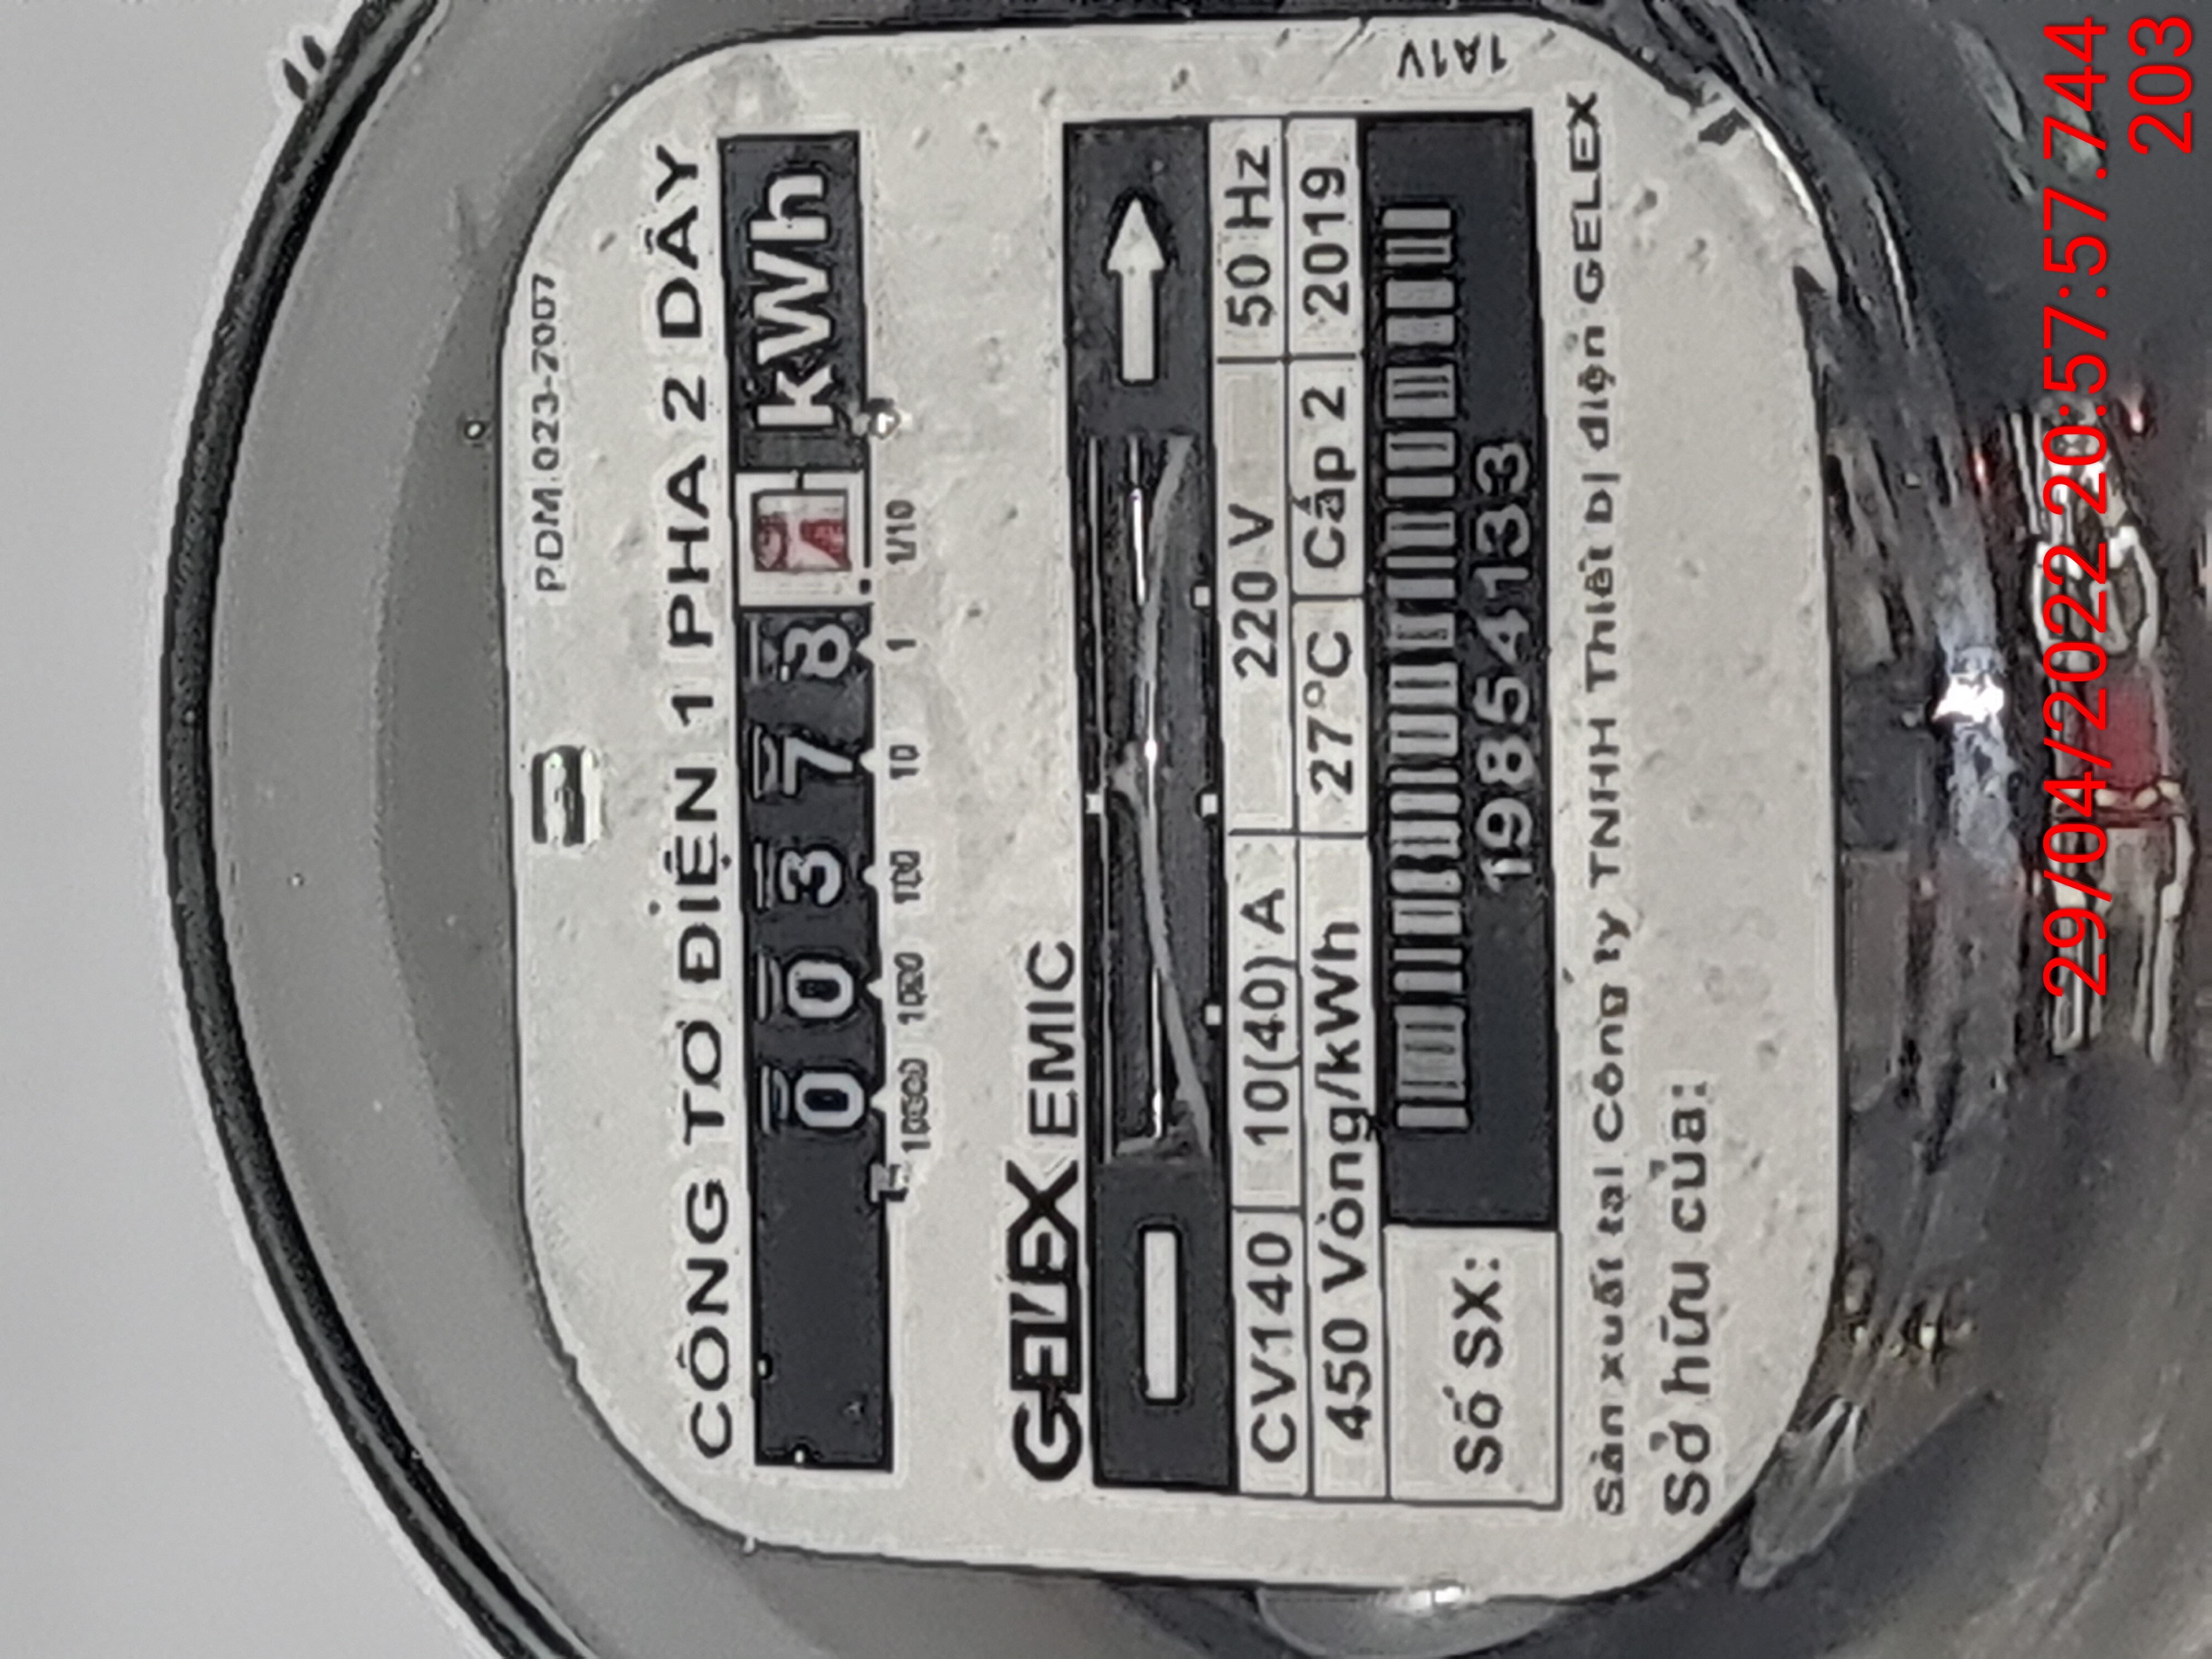 PDM.023-2007
CÔNG TƠ ĐIỆN 1 PHA 2 DÂY
0 0 3 7 8 kWh
10000 1000 100 10 1 1/10
GELEX EMIC
CV140 10(40) A 220 V 50 Hz
450 Vòng/kWh 27°C Cấp 2 2019
Số SX:
19854133
Sản xuất tại Công ty TNHH Thiết bị điện GELEX
Sở hữu của:
1A1V
29/04/2022 20:57:57.744
203